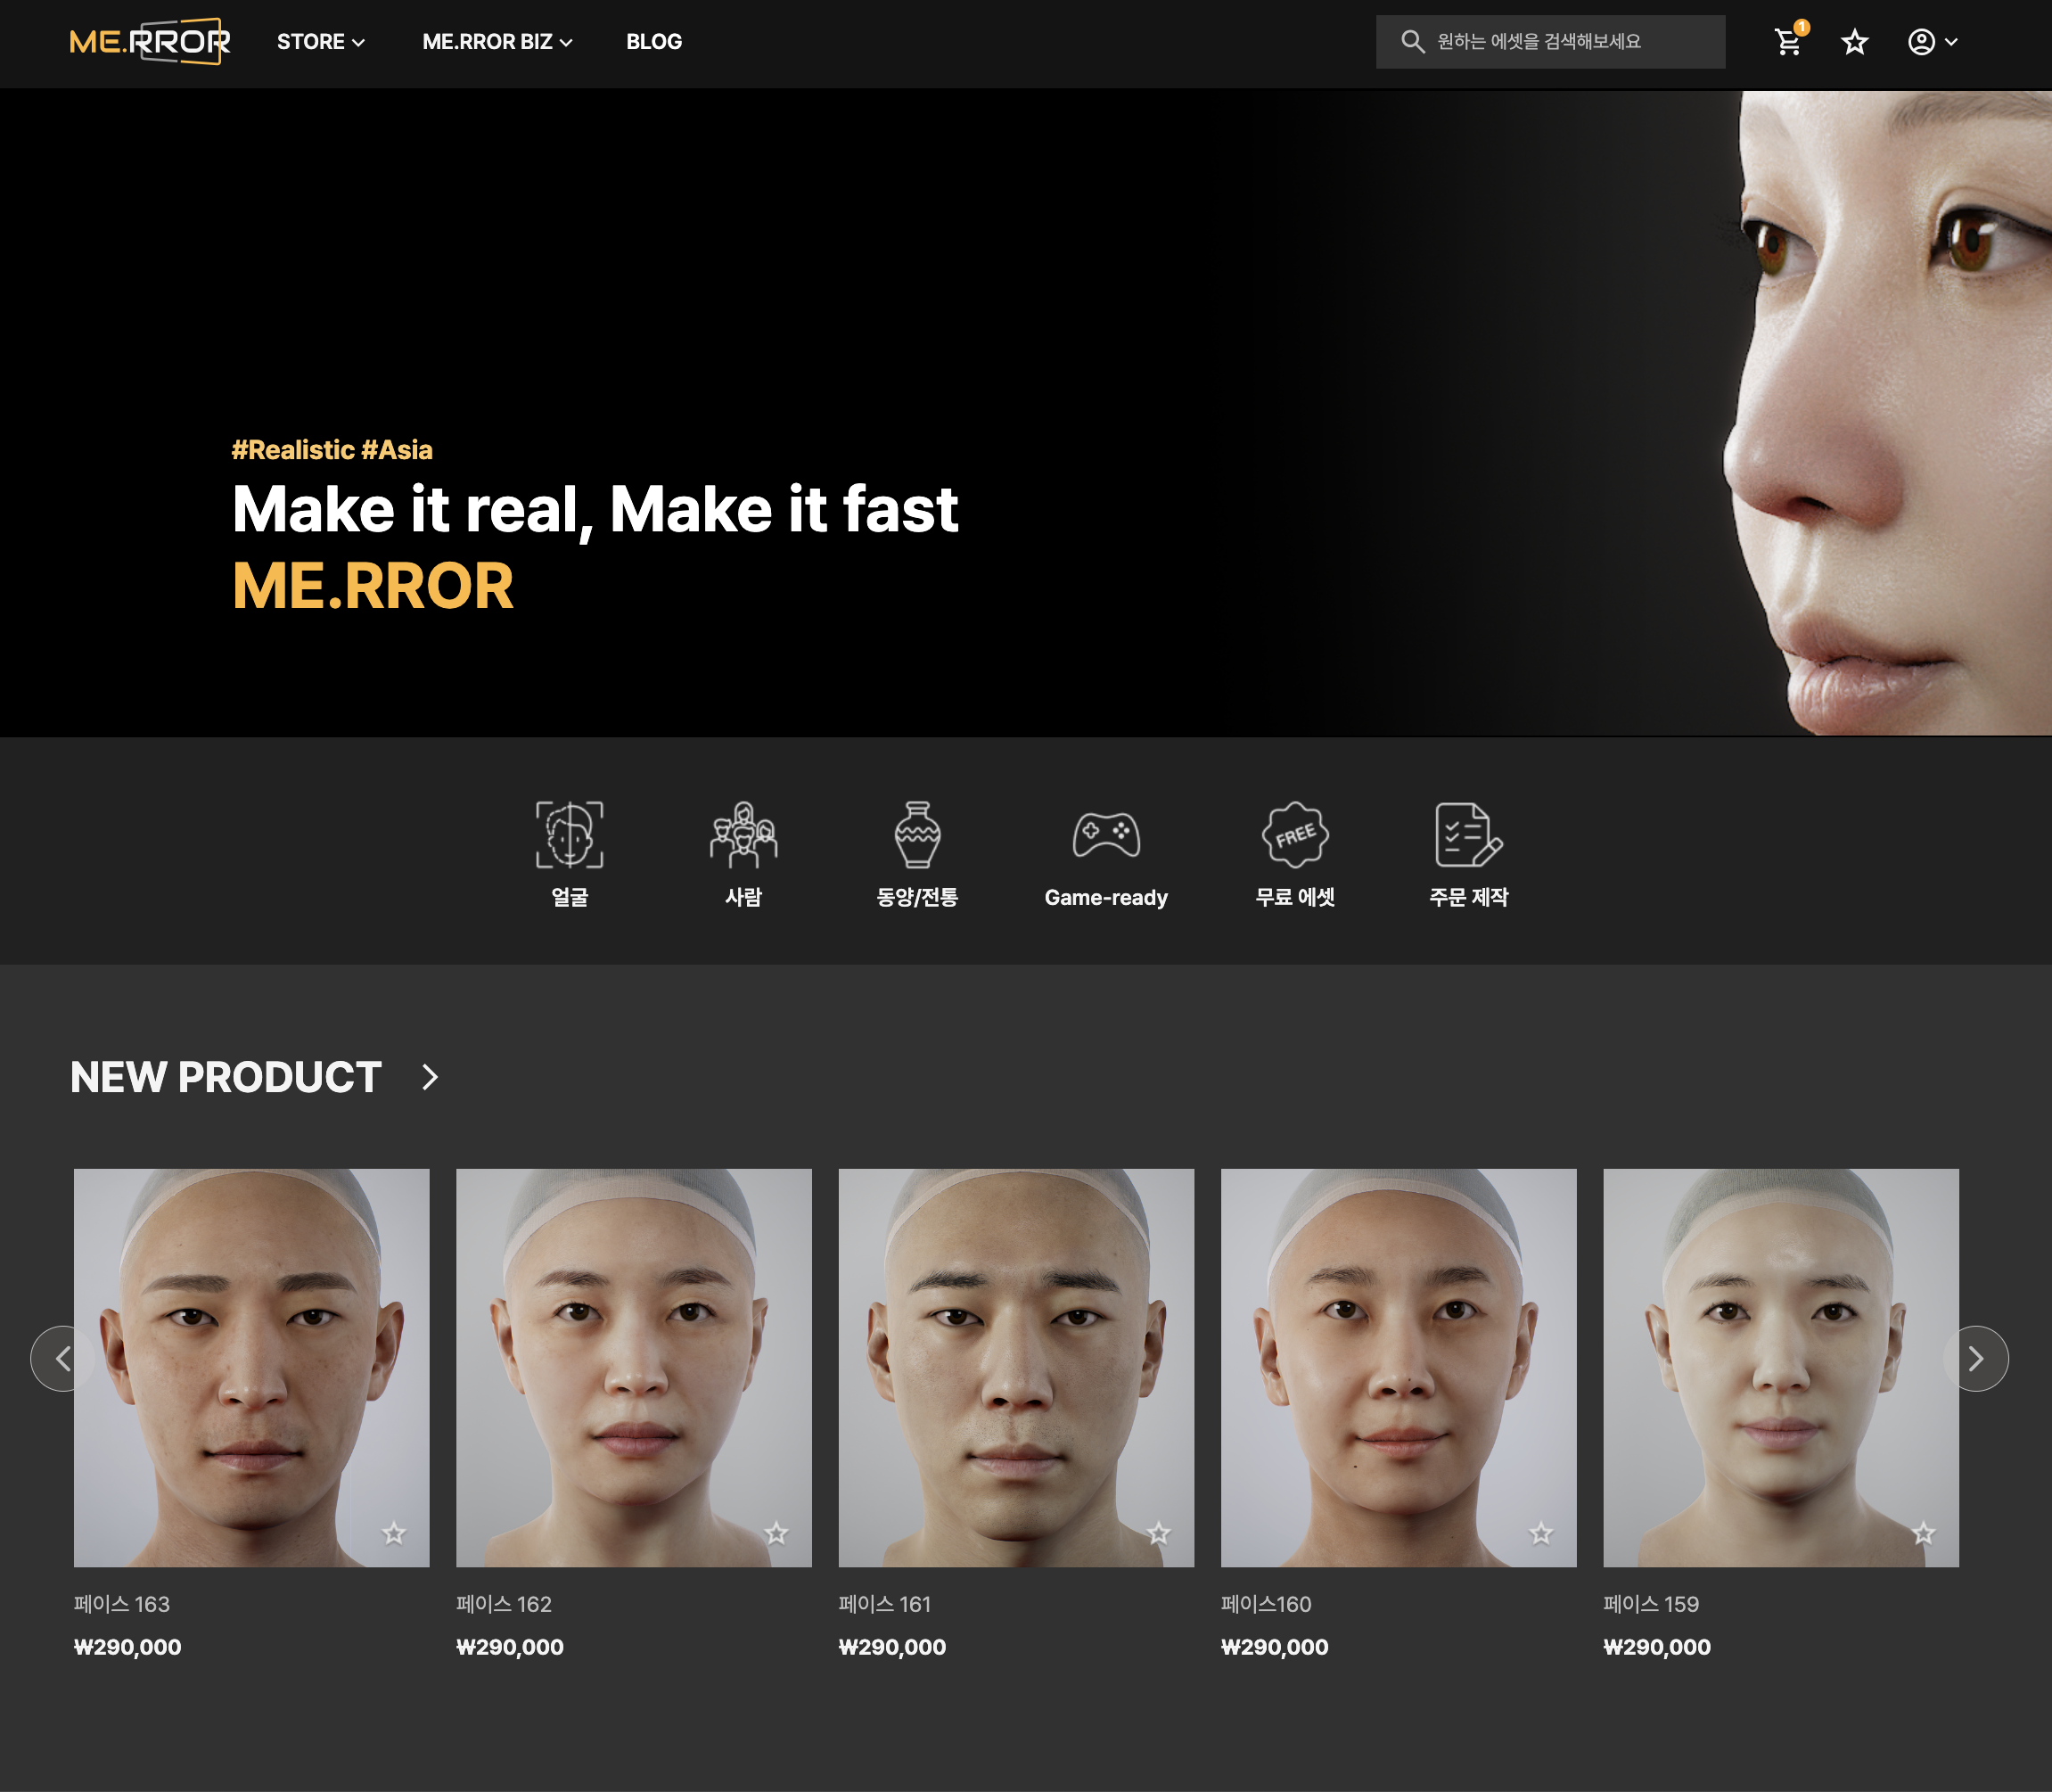 ME.RROR
STORE
ME.RROR BIZ
BLOG
원하는 에셋을 검색해보세요
1
#Realistic #Asia
Make it real, Make it fast
ME.RROR
얼굴
사람
동양/전통
Game-ready
FREE
무료 에셋
주문 제작
NEW PRODUCT
페이스 163
₩290,000
페이스 162
₩290,000
페이스 161
₩290,000
페이스160
₩290,000
페이스 159
₩290,000